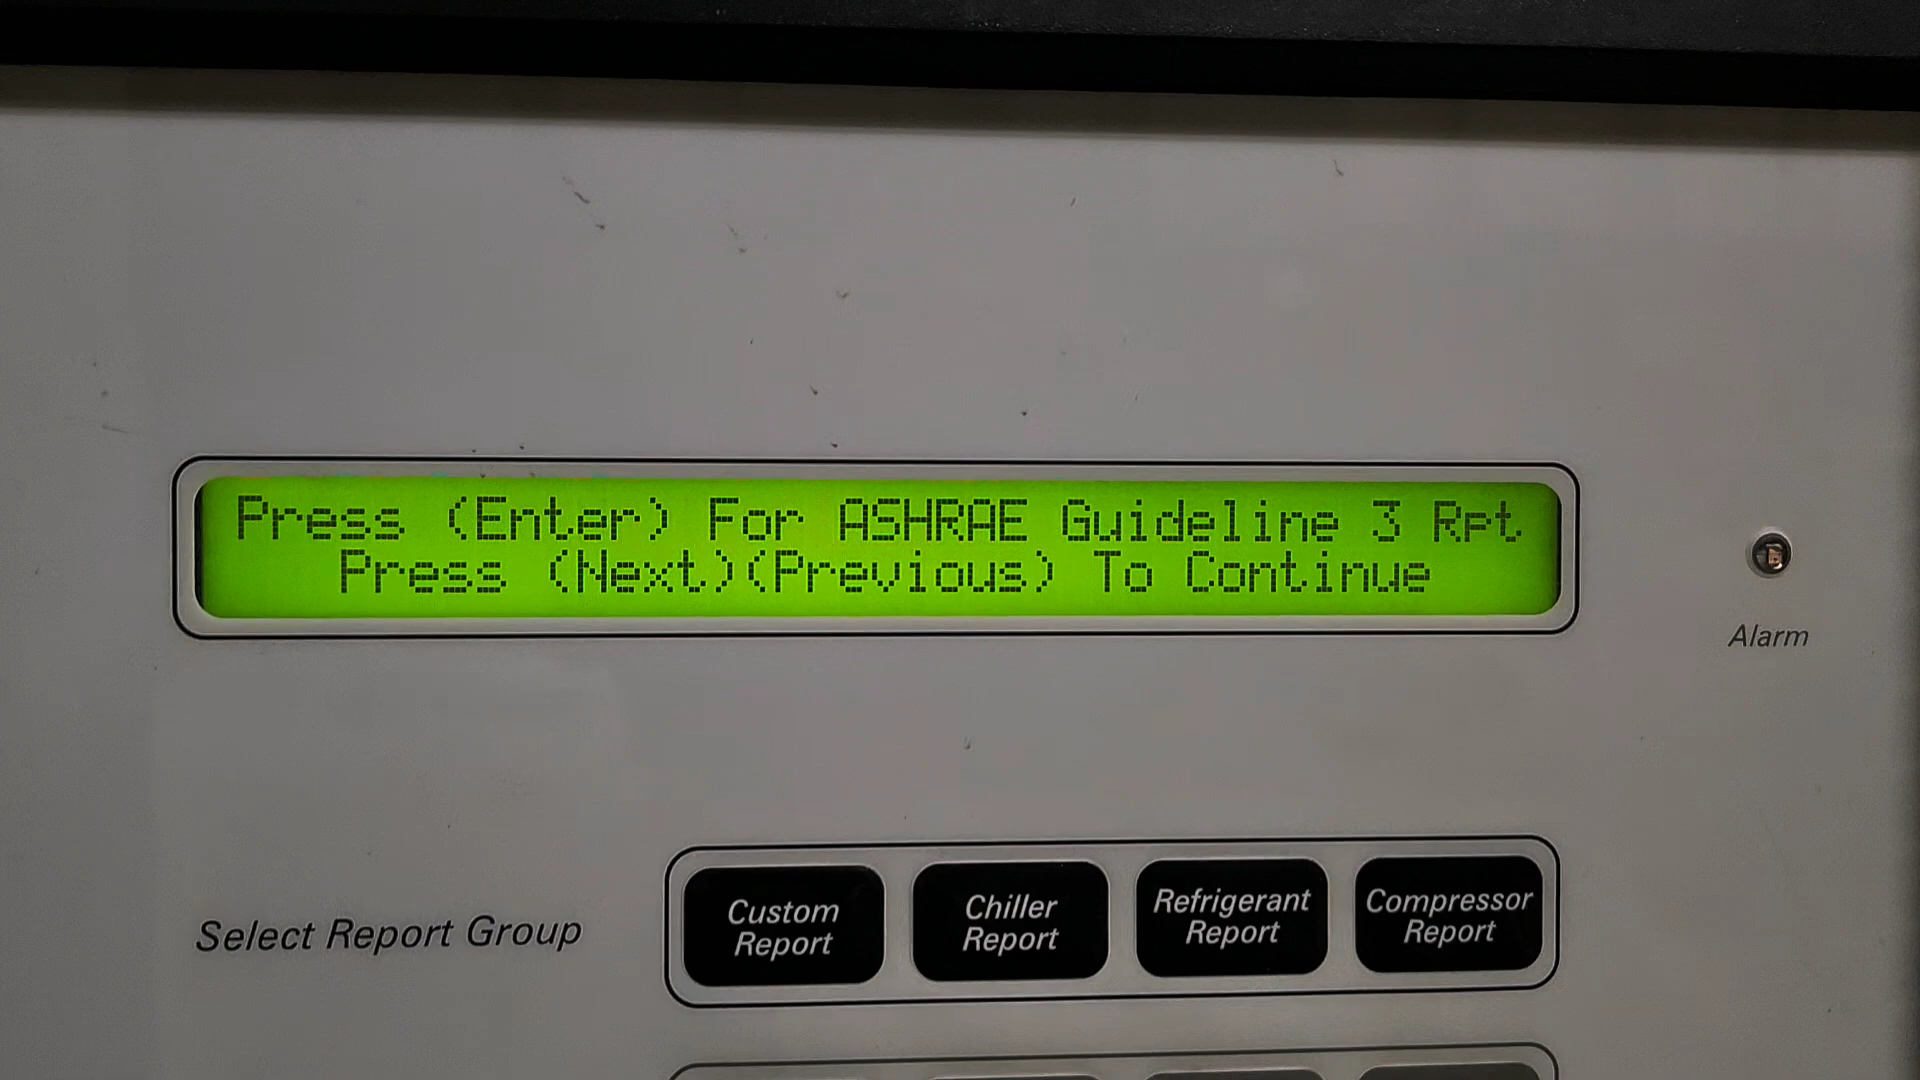 Press (Enter) For ASHRAE Guideline 3 Rpt
Press (Next)(Previous) To Continue
Alarm
Select Report Group
Custom
Report
Chiller
Report
Refrigerant
Report
Compressor
Report